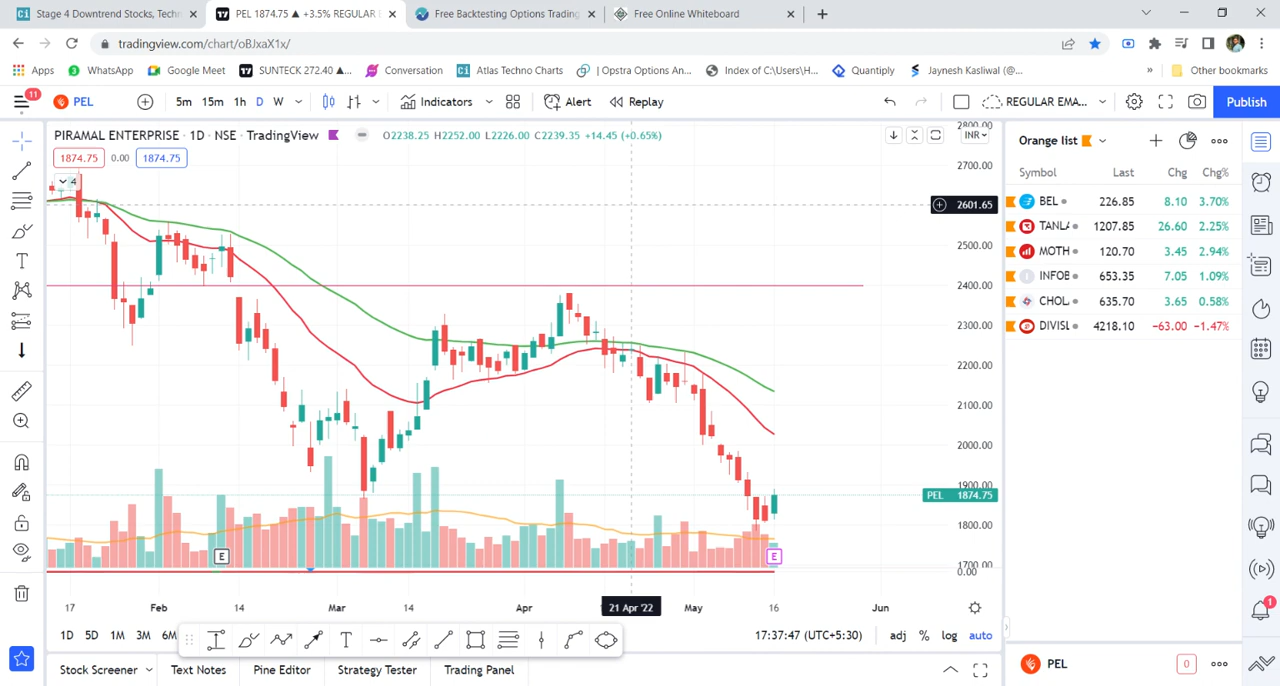 Stage 4 Downtrend Stocks, Techn
PEL 1874.75 ▲ +3.5% REGULAR
Free Backtesting Options Trading
Free Online Whiteboard
tradingview.com/chart/oBJxaX1x/
Apps
WhatsApp
Google Meet
SUNTECK 272.40 ▲...
Conversation
Atlas Techno Charts
| Opstra Options An...
Index of C:\Users\H...
Quantiply
Jaynesh Kasliwal (@...
»
Other bookmarks
11
PEL
5m 15m 1h D W
Indicators
Alert
Replay
REGULAR EMA...
Publish
PIRAMAL ENTERPRISE · 1D · NSE · TradingView
O2238.25 H2252.00 L2226.00 C2239.35 +14.45 (+0.65%)
1874.75 0.00 1874.75
4
INR
2800.00
2700.00
2601.65
2500.00
2400.00
2300.00
2200.00
2100.00
2000.00
1900.00
PEL 1874.75
1800.00
1700.00
0.00
E
E
17 Feb 14 Mar 14 Apr 21 Apr '22 May 16 Jun
1D 5D 1M 3M 6M
T
17:37:47 (UTC+5:30)
adj % log auto
Stock Screener
Text Notes
Pine Editor
Strategy Tester
Trading Panel
Orange list
Symbol Last Chg Chg%
BEL 226.85 8.10 3.70%
TANLA 1207.85 26.60 2.25%
MOTH 120.70 3.45 2.94%
INFOB 653.35 7.05 1.09%
CHOL 635.70 3.65 0.58%
DIVISL 4218.10 −63.00 −1.47%
1
PEL
0